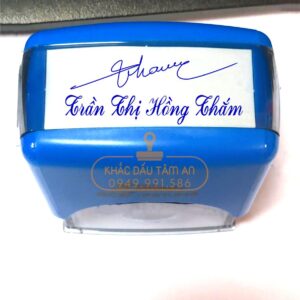 Trần Thị Hồng Thắm
KHẮC DẤU TÂM AN
0949.991.586